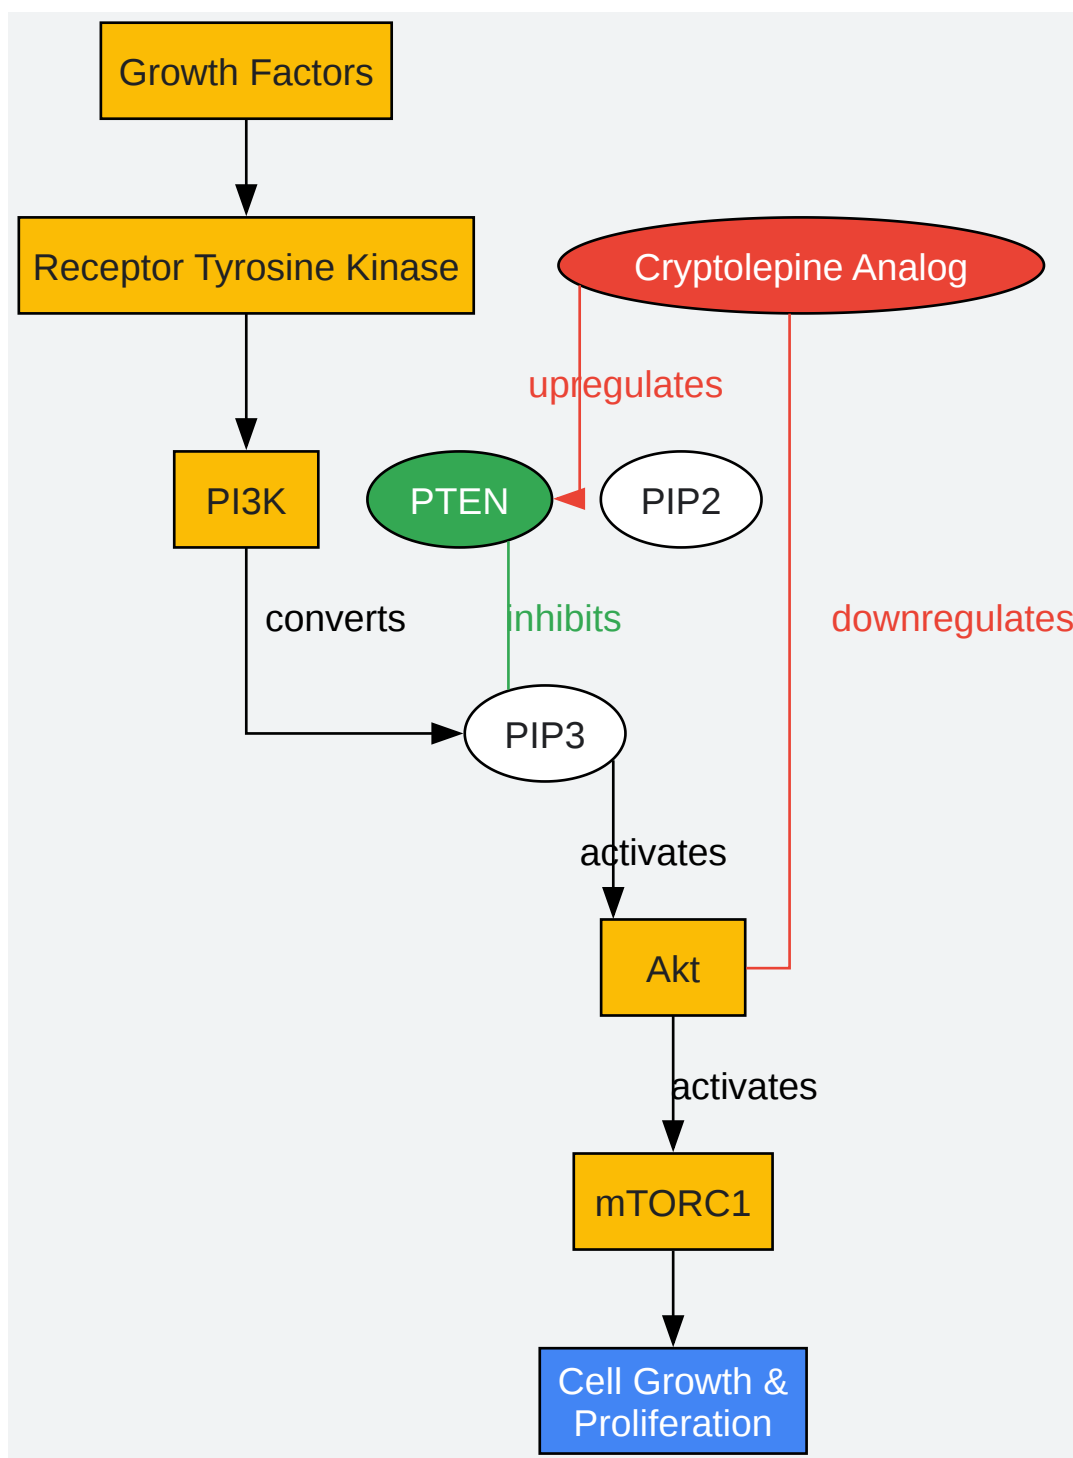 Growth Factors
Receptor Tyrosine Kinase
Cryptolepine Analog
upregulates
PI3K
PTEN
PIP2
converts
inhibits
downregulates
PIP3
activates
Akt
activates
mTORC1
Cell Growth &
Proliferation